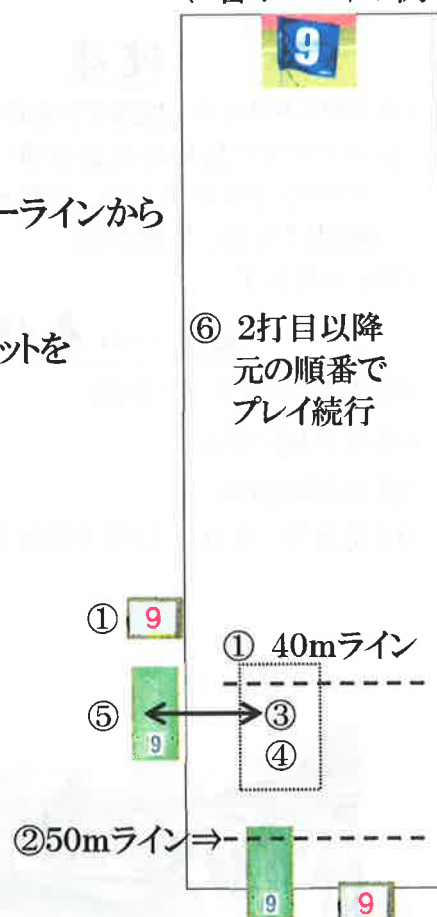 9
ーラインから
ットを
⑥ 2打目以降
元の順番で
プレイ続行
① 9
① 40mライン
⑤
③
④
9
②50mライン⇒
9
9